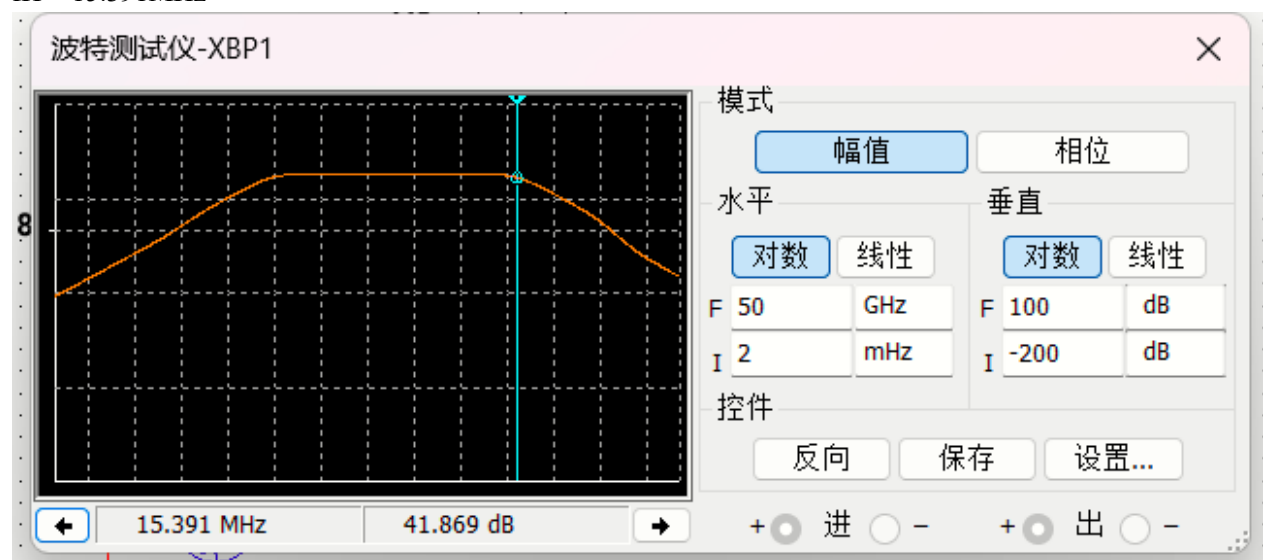 波特测试仪-XBP1
模式
幅值 相位
水平 垂直
对数 线性 对数 线性
F 50 GHz F 100 dB
I 2 mHz I -200 dB
控件
反向 保存 设置...
15.391 MHz 41.869 dB + 进 - + 出 -
8